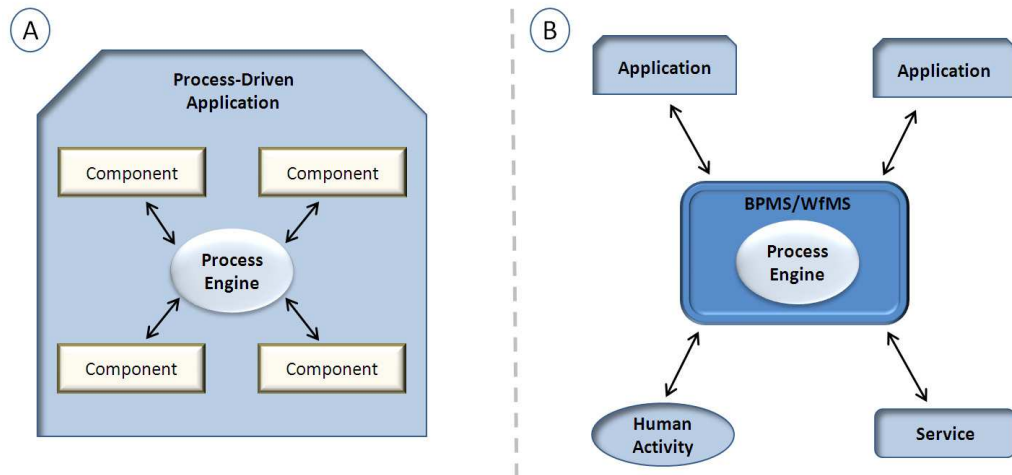 A
Process-Driven
Application
Component
Component
Process
Engine
Component
Component
B
Application
Application
BPMS/WfMS
Process
Engine
Human
Activity
Service